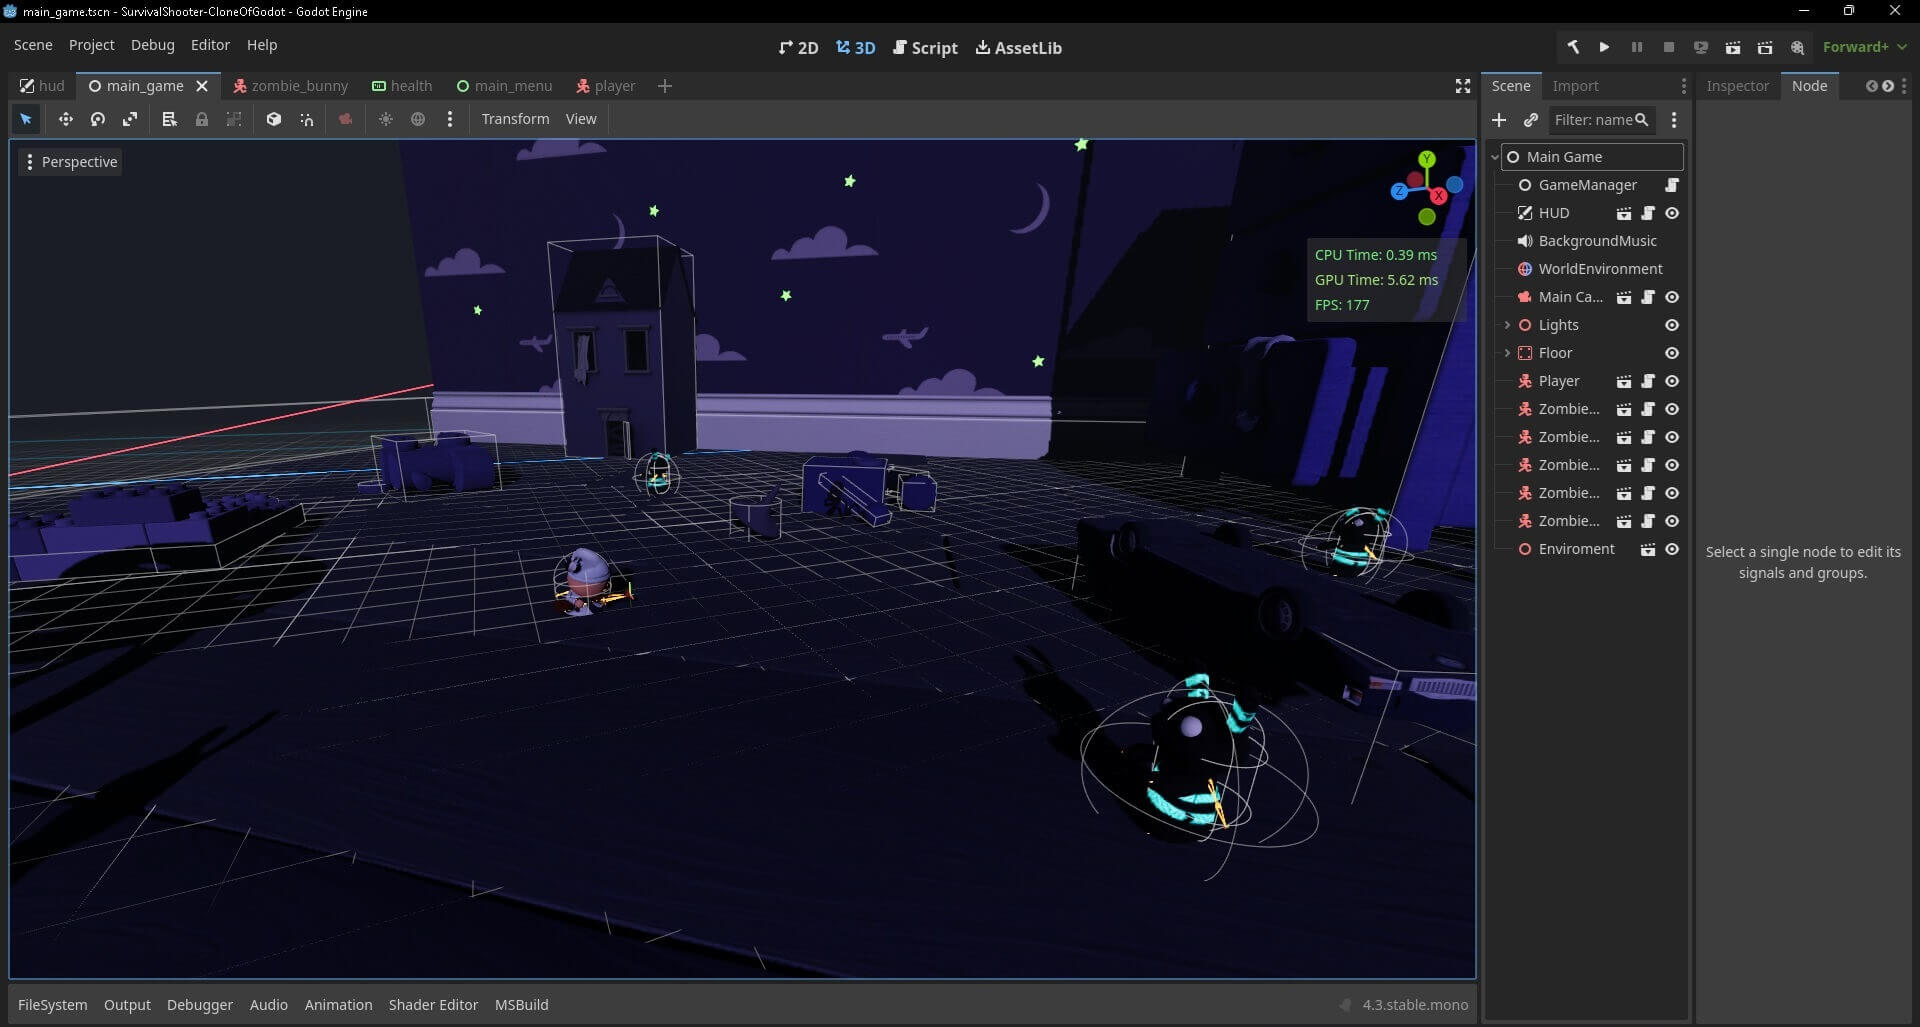 main_game.tscn - SurvivalShooter-CloneOfGodot - Godot Engine
Scene Project Debug Editor Help
2D 3D Script AssetLib
Forward+
hud main_game zombie_bunny health main_menu player
Transform View
Perspective
Y
Z
X
CPU Time: 0.39 ms
GPU Time: 5.62 ms
FPS: 177
Scene Import
Filter: name
Main Game
GameManager
HUD
BackgroundMusic
WorldEnvironment
Main Ca...
Lights
Floor
Player
Zombie...
Zombie...
Zombie...
Zombie...
Zombie...
Enviroment
Inspector Node
Select a single node to edit its
signals and groups.
FileSystem Output Debugger Audio Animation Shader Editor MSBuild
4.3.stable.mono